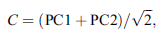 C = (PC1 + PC2)/√2,